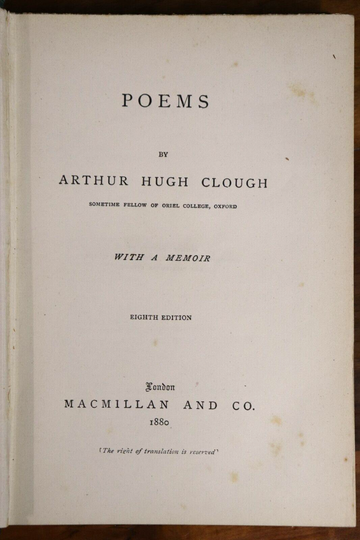 POEMS
BY
ARTHUR HUGH CLOUGH
SOMETIME FELLOW OF ORIEL COLLEGE, OXFORD
WITH A MEMOIR
EIGHTH EDITION
London
MACMILLAN AND CO.
1880
'The right of translation is reserved'